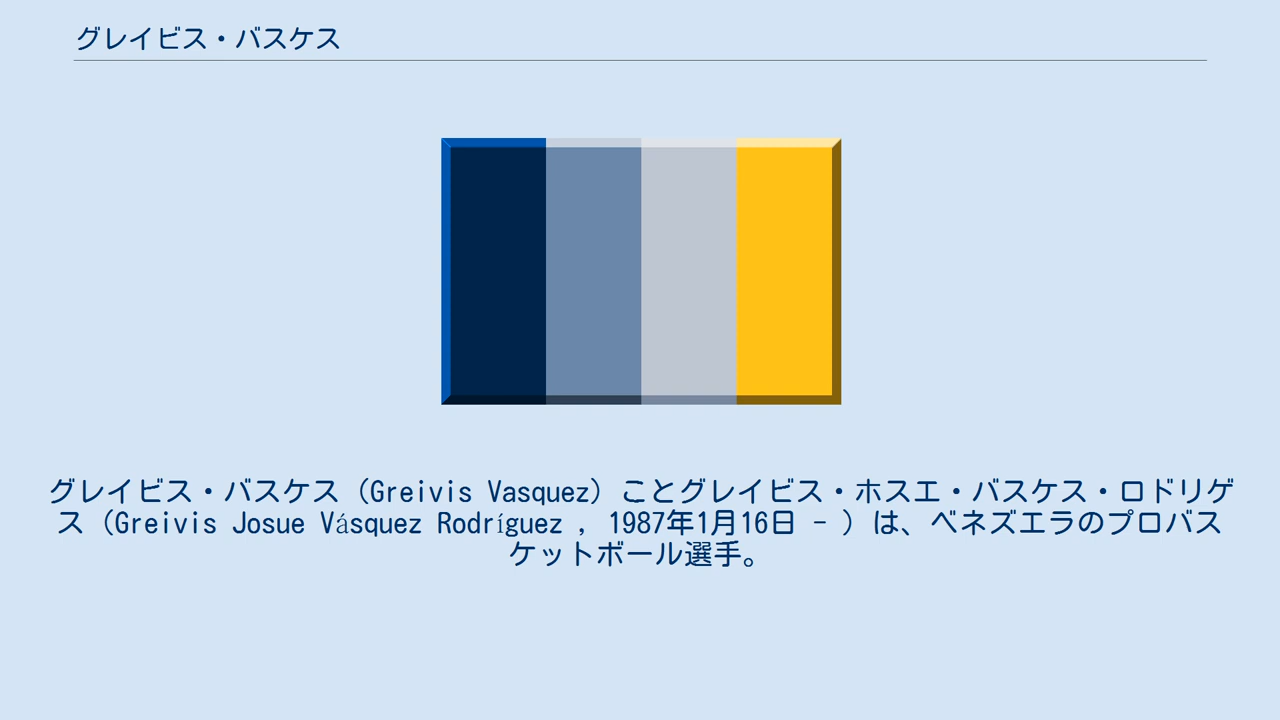 グレイビス・バスケス
グレイビス・バスケス（Greivis Vasquez）ことグレイビス・ホスエ・バスケス・ロドリゲ
ス（Greivis Josue Vásquez Rodríguez , 1987年1月16日 - ）は、ベネズエラのプロバス
ケットボール選手。